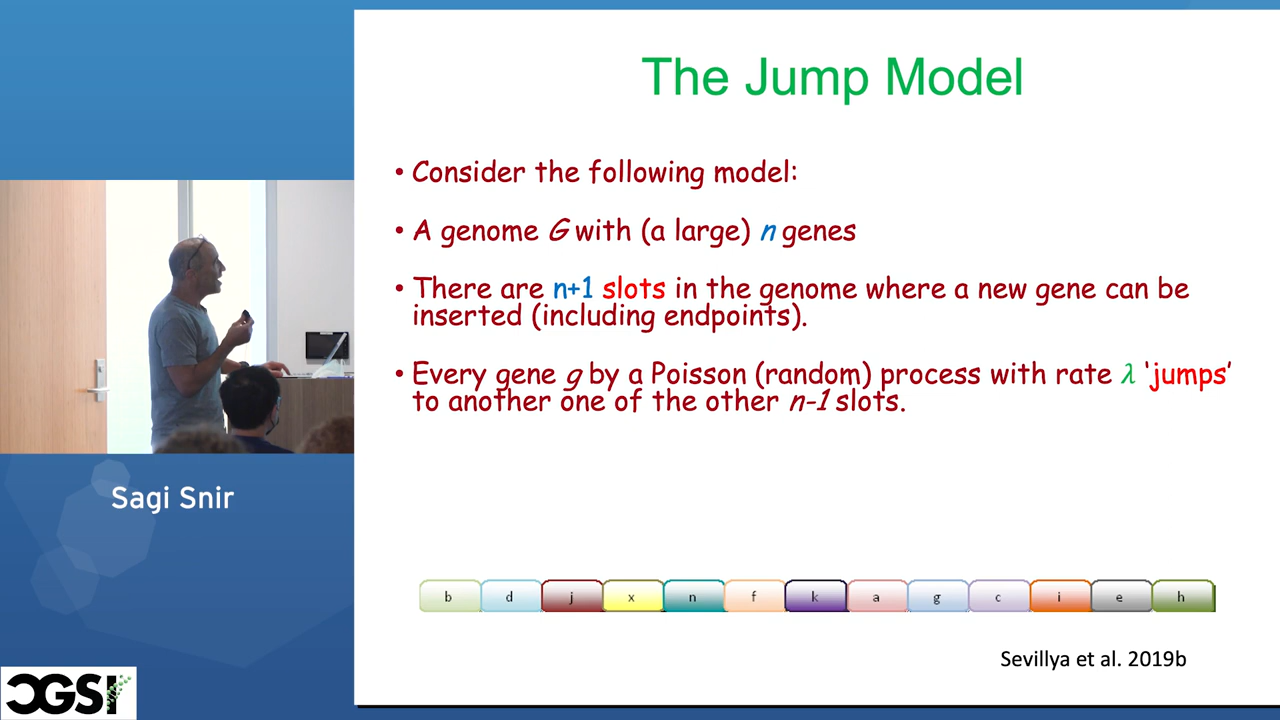 The Jump Model
• Consider the following model:
• A genome G with (a large) n genes
• There are n+1 slots in the genome where a new gene can be
inserted (including endpoints).
• Every gene g by a Poisson (random) process with rate λ ‘jumps’
to another one of the other n-1 slots.
b d j x n f k a g c i e h
Sevillya et al. 2019b
Sagi Snir
CGSI